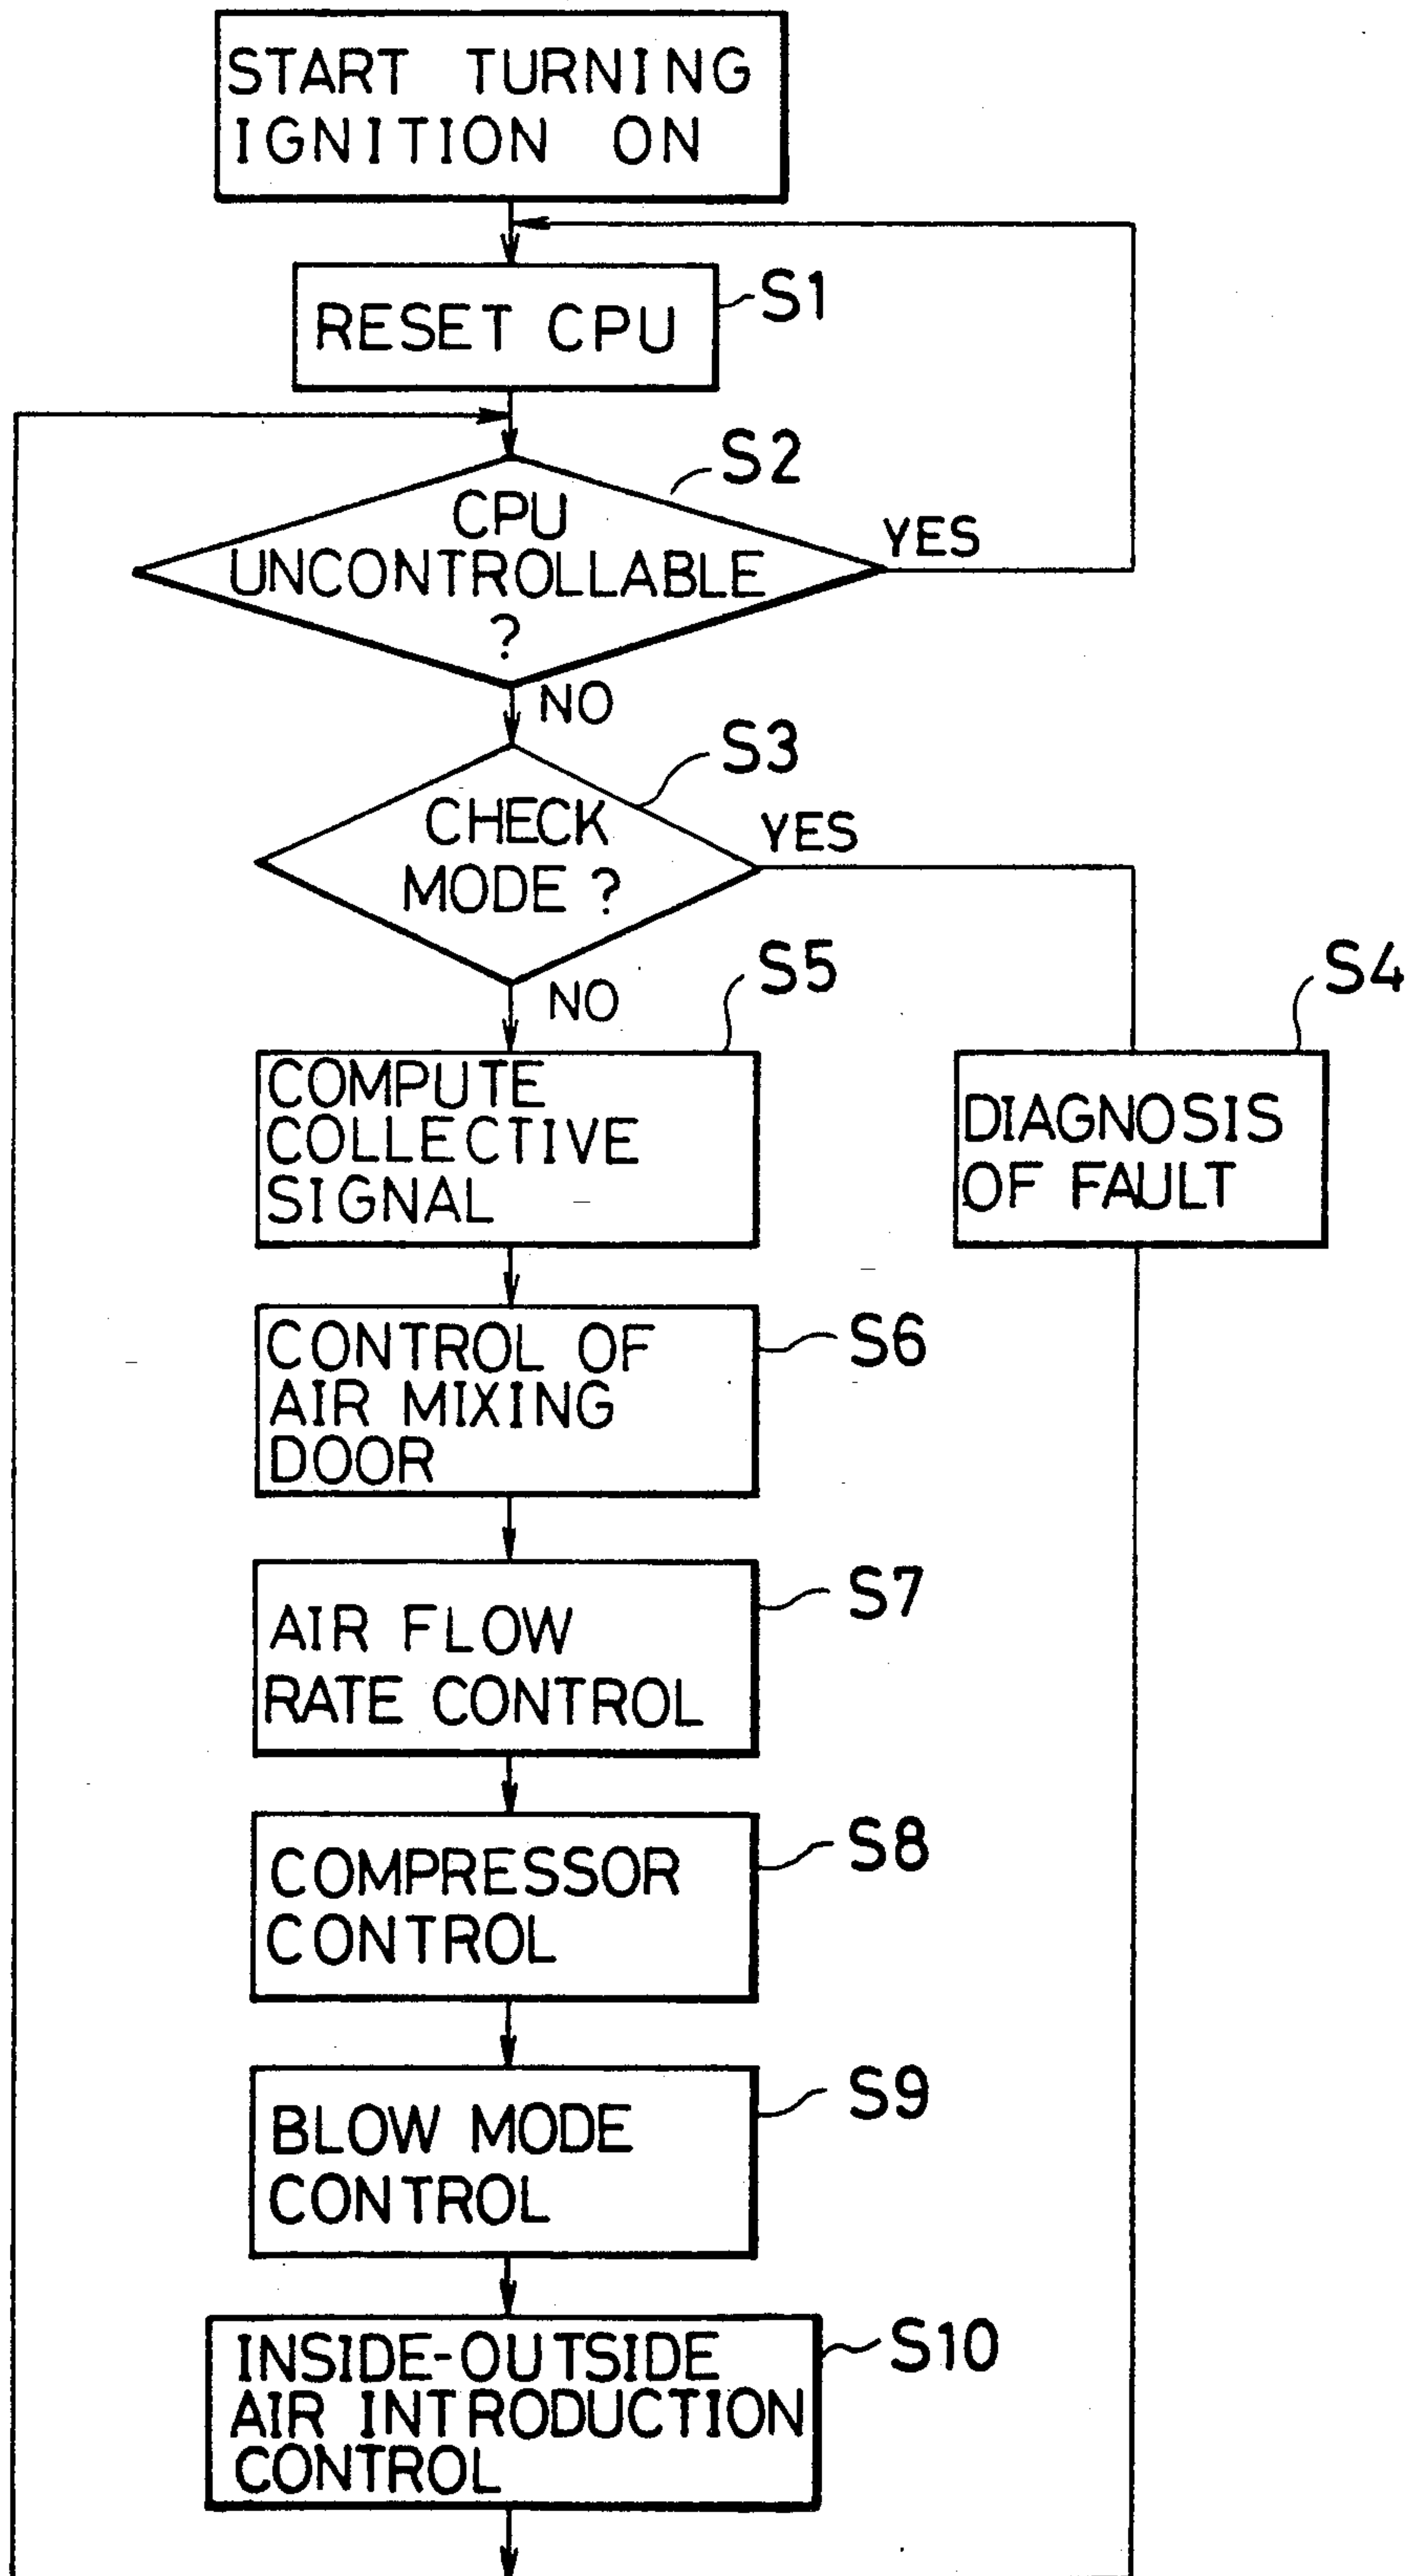 START TURNING
IGNITION ON
RESET CPU
S1
S2
CPU
UNCONTROLLABLE
?
YES
NO
S3
CHECK
MODE ?
YES
NO
S5
S4
COMPUTE
COLLECTIVE
SIGNAL
DIAGNOSIS
OF FAULT
CONTROL OF
AIR MIXING
DOOR
S6
AIR FLOW
RATE CONTROL
S7
COMPRESSOR
CONTROL
S8
BLOW MODE
CONTROL
S9
INSIDE-OUTSIDE
AIR INTRODUCTION
CONTROL
S10